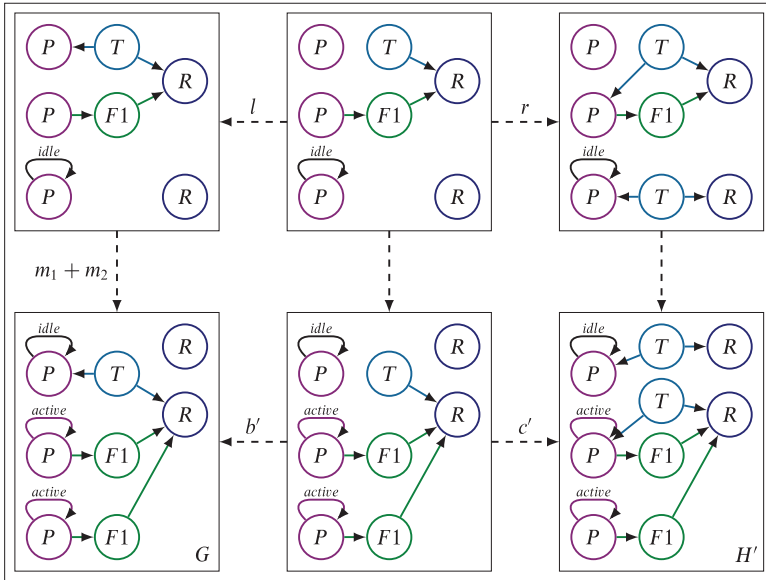 P T P T P T
R R R
l r
P F1 P F1 P F1
idle idle idle
P R P R P T R
m₁ + m₂
idle idle idle
R R T R
P T P T P
R R T R
active active active
b′ c′
P F1 P F1 P F1
active active active
P F1 P F1 P F1
G H′